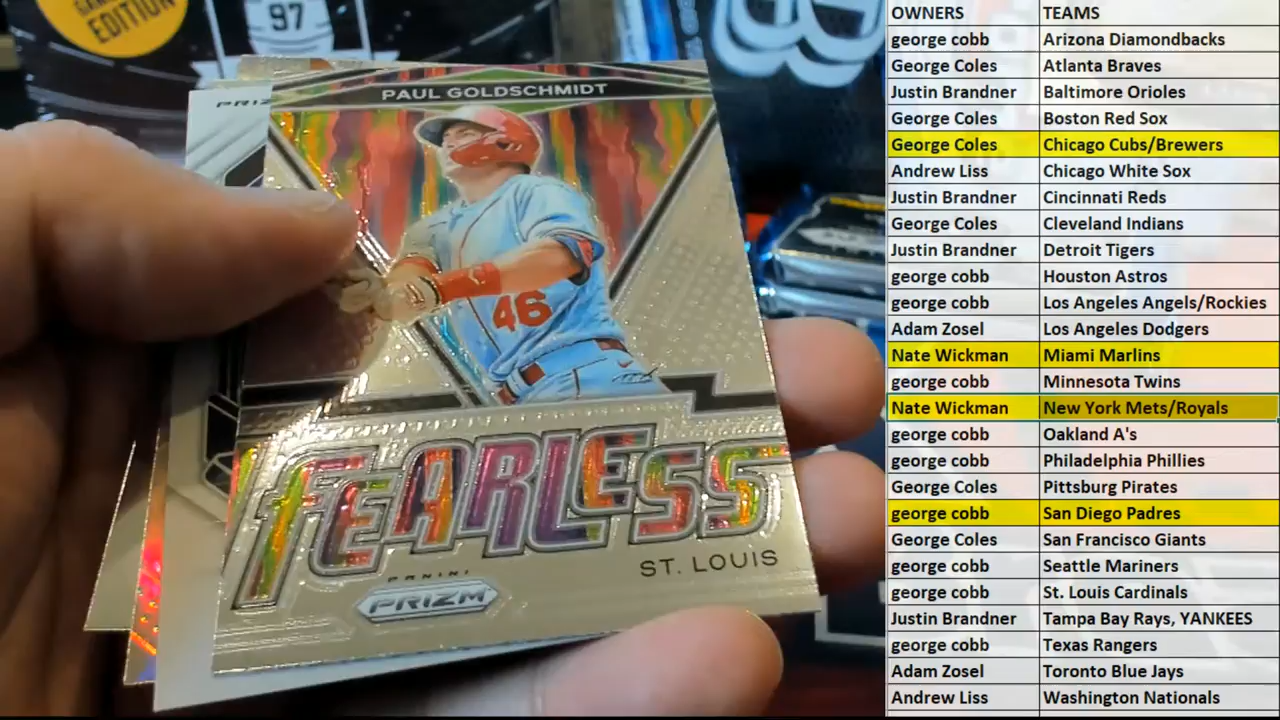 EDITION
97
PRIZ
PAUL GOLDSCHMIDT
46
FEARLESS
ST. LOUIS
PANINI
PRIZM
OWNERS TEAMS
george cobb Arizona Diamondbacks
George Coles Atlanta Braves
Justin Brandner Baltimore Orioles
George Coles Boston Red Sox
George Coles Chicago Cubs/Brewers
Andrew Liss Chicago White Sox
Justin Brandner Cincinnati Reds
George Coles Cleveland Indians
Justin Brandner Detroit Tigers
george cobb Houston Astros
george cobb Los Angeles Angels/Rockies
Adam Zosel Los Angeles Dodgers
Nate Wickman Miami Marlins
george cobb Minnesota Twins
Nate Wickman New York Mets/Royals
george cobb Oakland A's
george cobb Philadelphia Phillies
George Coles Pittsburg Pirates
george cobb San Diego Padres
George Coles San Francisco Giants
george cobb Seattle Mariners
george cobb St. Louis Cardinals
Justin Brandner Tampa Bay Rays, YANKEES
george cobb Texas Rangers
Adam Zosel Toronto Blue Jays
Andrew Liss Washington Nationals